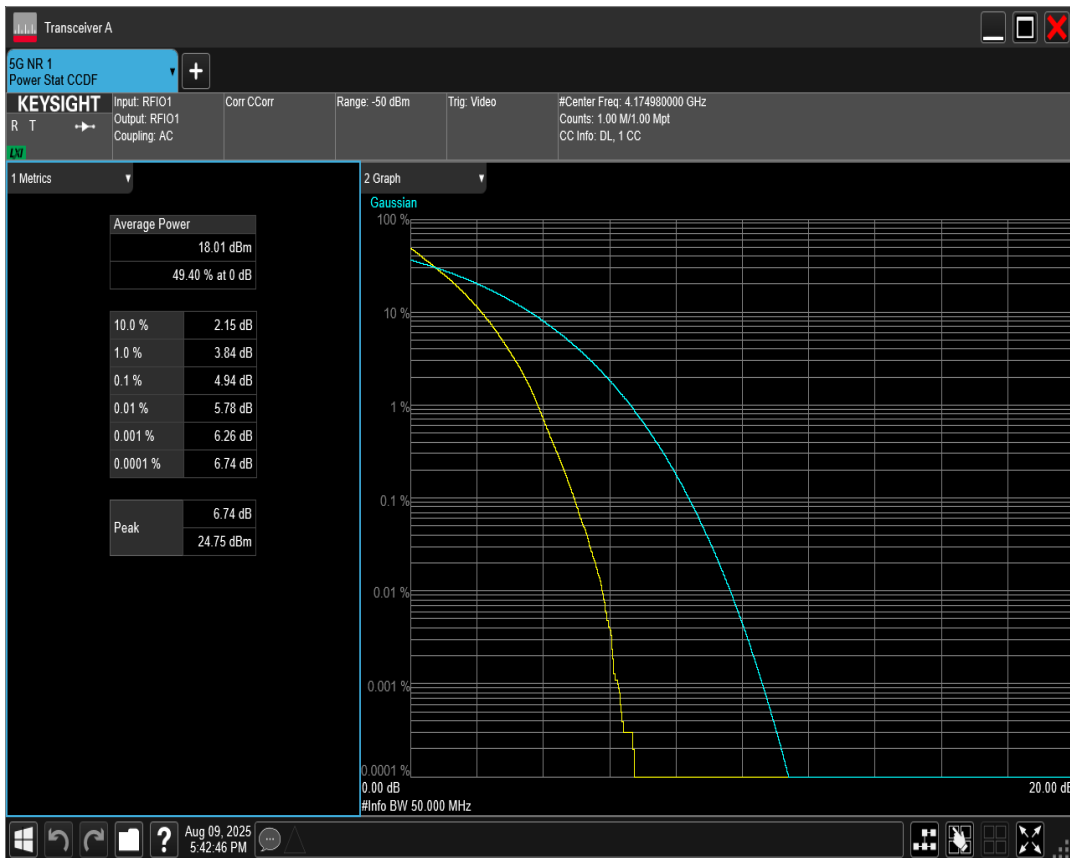 Transceiver A
5G NR 1
Power Stat CCDF
+
KEYSIGHT
R T
LXI
Input: RFIO1
Output: RFIO1
Coupling: AC
Corr CCorr
Range: -50 dBm
Trig: Video
#Center Freq: 4.174980000 GHz
Counts: 1.00 M/1.00 Mpt
CC Info: DL, 1 CC
1 Metrics
Average Power
18.01 dBm
49.40 % at 0 dB
10.0 % 2.15 dB
1.0 % 3.84 dB
0.1 % 4.94 dB
0.01 % 5.78 dB
0.001 % 6.26 dB
0.0001 % 6.74 dB
Peak
6.74 dB
24.75 dBm
2 Graph
Gaussian
100 %
10 %
1 %
0.1 %
0.01 %
0.001 %
0.0001 %
0.00 dB 20.00 dB
#Info BW 50.000 MHz
?
Aug 09, 2025
5:42:46 PM